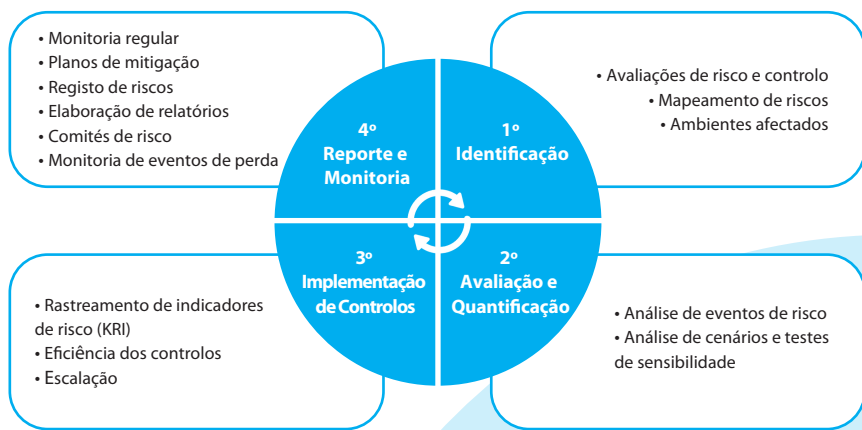 • Monitoria regular
• Planos de mitigação
• Registo de riscos
• Elaboração de relatórios
• Comités de risco
• Monitoria de eventos de perda
• Avaliações de risco e controlo
• Mapeamento de riscos
• Ambientes afectados
4º
Reporte e
Monitoria
1º
Identificação
3º
Implementação
de Controlos
2º
Avaliação e
Quantificação
• Rastreamento de indicadores
de risco (KRI)
• Eficiência dos controlos
• Escalação
• Análise de eventos de risco
• Análise de cenários e testes
de sensibilidade